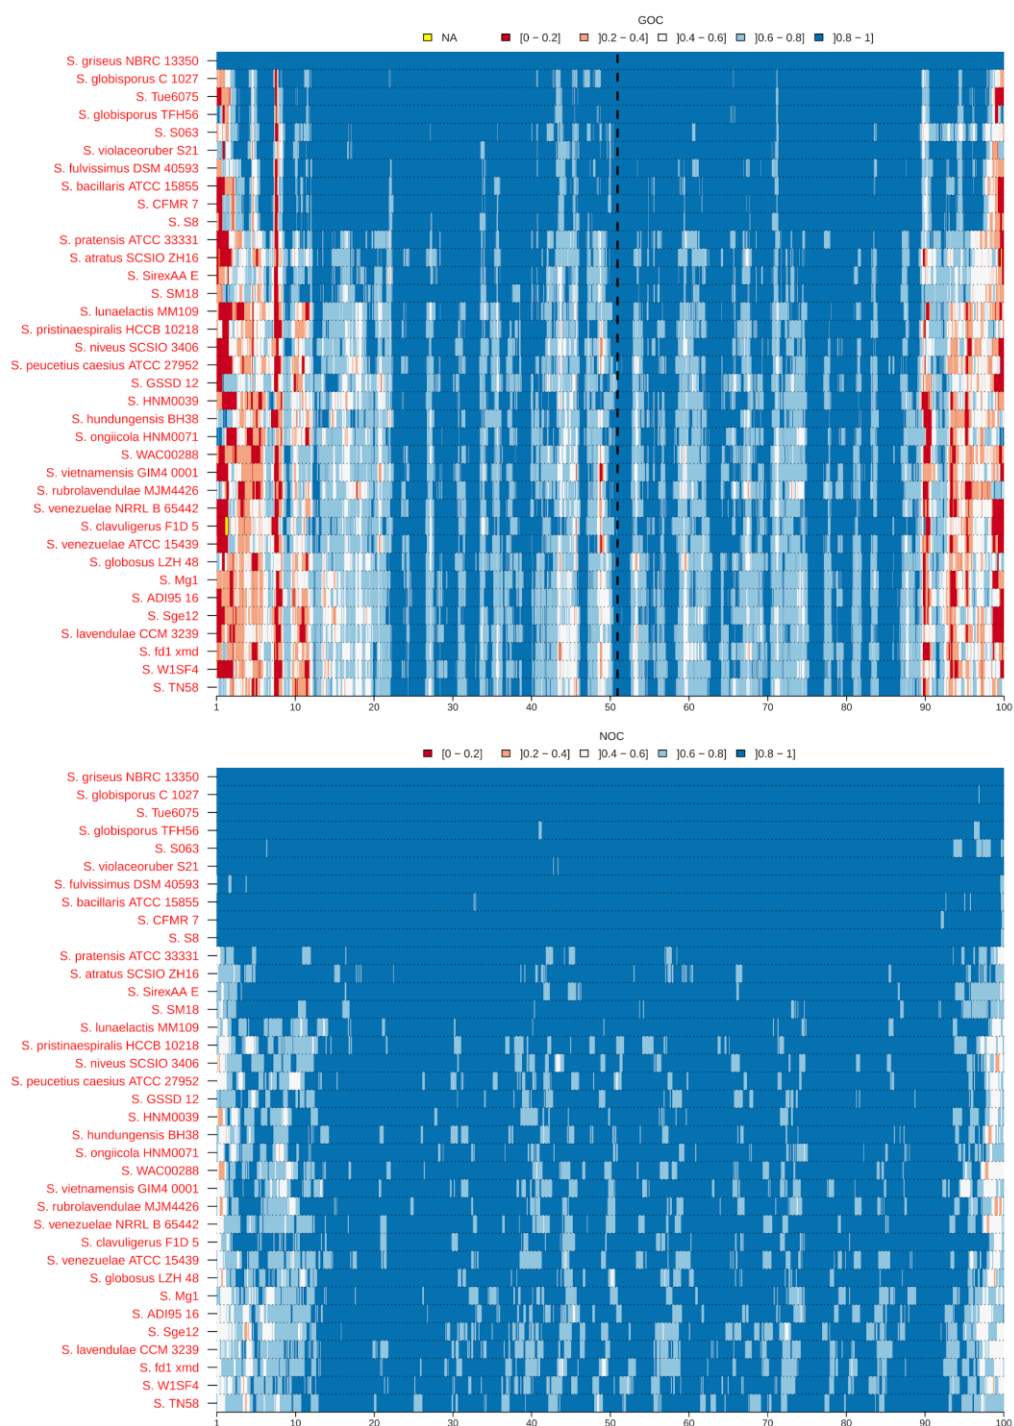 GOC
NA [0 − 0.2] ]0.2 − 0.4] ]0.4 − 0.6] ]0.6 − 0.8] ]0.8 − 1]
S. griseus NBRC 13350
S. globisporus C 1027
S. Tue6075
S. globisporus TFH56
S. S063
S. violaceoruber S21
S. fulvissimus DSM 40593
S. bacillaris ATCC 15855
S. CFMR 7
S. S8
S. pratensis ATCC 33331
S. atratus SCSIO ZH16
S. SirexAA E
S. SM18
S. lunaelactis MM109
S. pristinaespiralis HCCB 10218
S. niveus SCSIO 3406
S. peucetius caesius ATCC 27952
S. GSSD 12
S. HNM0039
S. hundungensis BH38
S. ongiicola HNM0071
S. WAC00288
S. vietnamensis GIM4 0001
S. rubrolavendulae MJM4426
S. venezuelae NRRL B 65442
S. clavuligerus F1D 5
S. venezuelae ATCC 15439
S. globosus LZH 48
S. Mg1
S. ADI95 16
S. Sge12
S. lavendulae CCM 3239
S. fd1 xmd
S. W1SF4
S. TN58
1 10 20 30 40 50 60 70 80 90 100
NOC
[0 − 0.2] ]0.2 − 0.4] ]0.4 − 0.6] ]0.6 − 0.8] ]0.8 − 1]
S. griseus NBRC 13350
S. globisporus C 1027
S. Tue6075
S. globisporus TFH56
S. S063
S. violaceoruber S21
S. fulvissimus DSM 40593
S. bacillaris ATCC 15855
S. CFMR 7
S. S8
S. pratensis ATCC 33331
S. atratus SCSIO ZH16
S. SirexAA E
S. SM18
S. lunaelactis MM109
S. pristinaespiralis HCCB 10218
S. niveus SCSIO 3406
S. peucetius caesius ATCC 27952
S. GSSD 12
S. HNM0039
S. hundungensis BH38
S. ongiicola HNM0071
S. WAC00288
S. vietnamensis GIM4 0001
S. rubrolavendulae MJM4426
S. venezuelae NRRL B 65442
S. clavuligerus F1D 5
S. venezuelae ATCC 15439
S. globosus LZH 48
S. Mg1
S. ADI95 16
S. Sge12
S. lavendulae CCM 3239
S. fd1 xmd
S. W1SF4
S. TN58
1 10 20 30 40 50 60 70 80 90 100